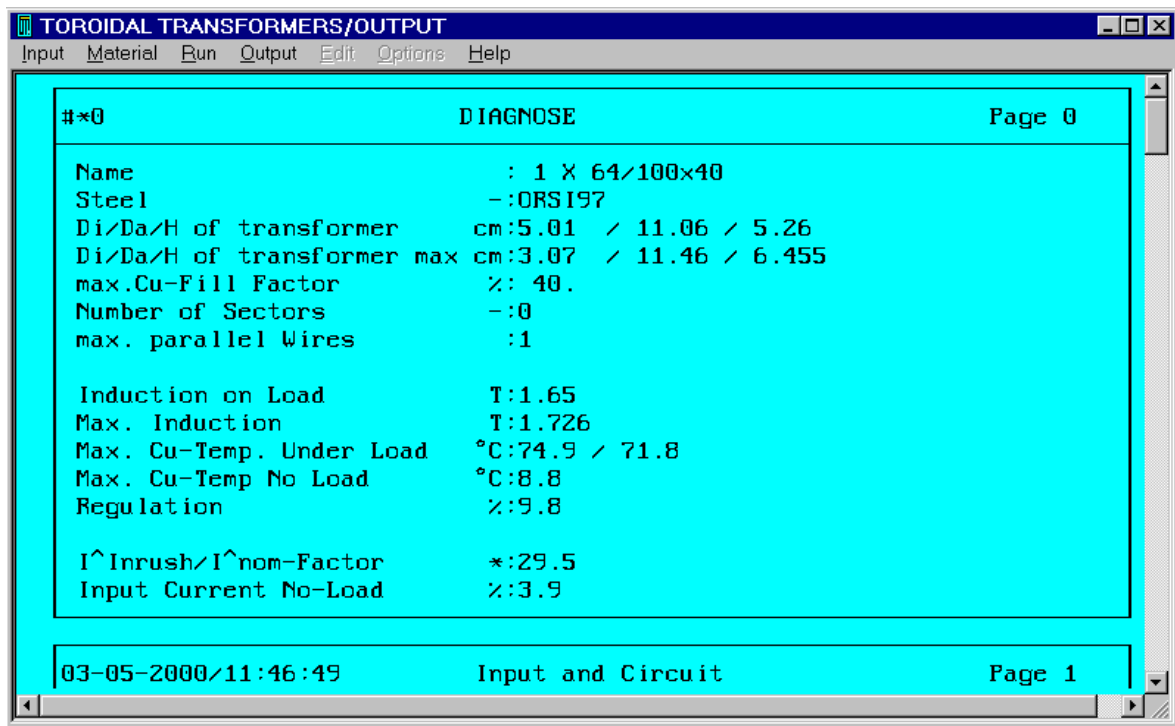 TOROIDAL TRANSFORMERS/OUTPUT
Input Material Run Output Edit Options Help
#*0 DIAGNOSE Page 0
Name : 1 X 64/100x40
Steel -:ORSI97
Di/Da/H of transformer cm:5.01 / 11.06 / 5.26
Di/Da/H of transformer max cm:3.07 / 11.46 / 6.455
max.Cu-Fill Factor %: 40.
Number of Sectors -:0
max. parallel Wires :1
Induction on Load T:1.65
Max. Induction T:1.726
Max. Cu-Temp. Under Load °C:74.9 / 71.8
Max. Cu-Temp No Load °C:8.8
Regulation %:9.8
I^Inrush/I^nom-Factor *:29.5
Input Current No-Load %:3.9
03-05-2000/11:46:49 Input and Circuit Page 1